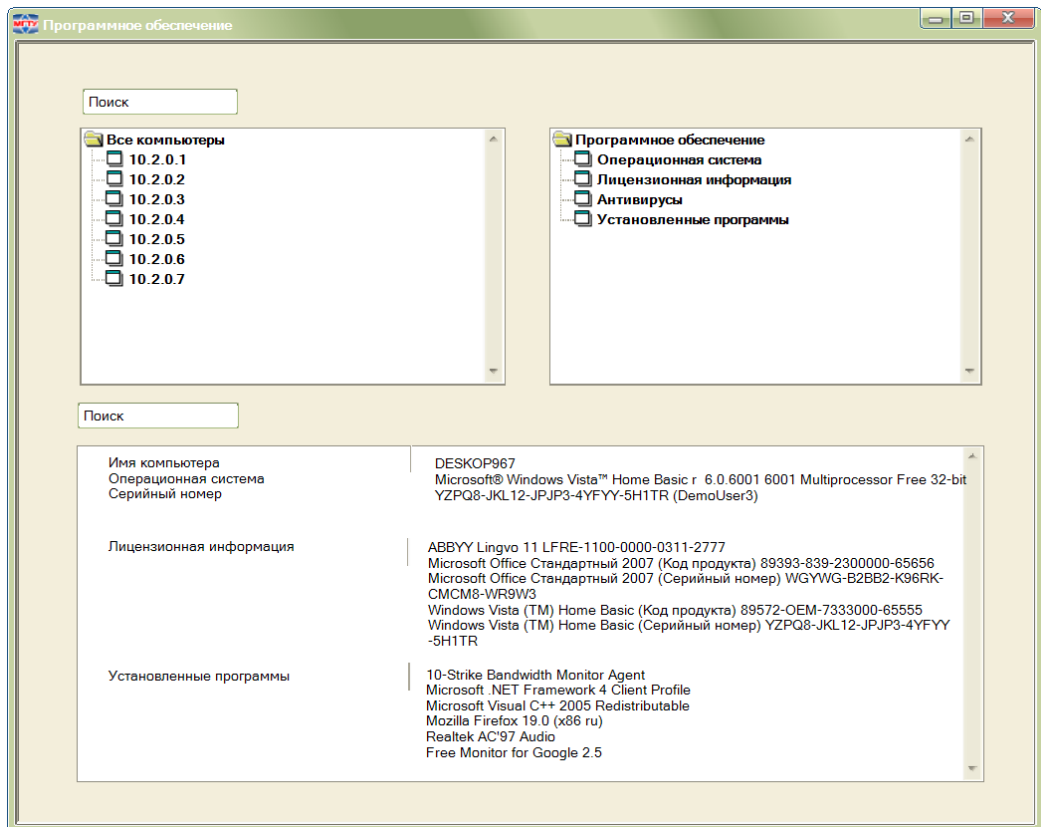 МГТУ Программное обеспечение
Поиск
Все компьютеры
10.2.0.1
10.2.0.2
10.2.0.3
10.2.0.4
10.2.0.5
10.2.0.6
10.2.0.7
Программное обеспечение
Операционная система
Лицензионная информация
Антивирусы
Установленные программы
Поиск
Имя компьютера DESKOP967
Операционная система Microsoft® Windows Vista™ Home Basic r 6.0.6001 6001 Multiprocessor Free 32-bit
Серийный номер YZPQ8-JKL12-JPJP3-4YFYY-5H1TR (DemoUser3)
Лицензионная информация ABBYY Lingvo 11 LFRE-1100-0000-0311-2777
Microsoft Office Стандартный 2007 (Код продукта) 89393-839-2300000-65656
Microsoft Office Стандартный 2007 (Серийный номер) WGYWG-B2BB2-K96RK-
CMCM8-WR9W3
Windows Vista (TM) Home Basic (Код продукта) 89572-OEM-7333000-65555
Windows Vista (TM) Home Basic (Серийный номер) YZPQ8-JKL12-JPJP3-4YFYY
-5H1TR
Установленные программы 10-Strike Bandwidth Monitor Agent
Microsoft .NET Framework 4 Client Profile
Microsoft Visual C++ 2005 Redistributable
Mozilla Firefox 19.0 (x86 ru)
Realtek AC'97 Audio
Free Monitor for Google 2.5